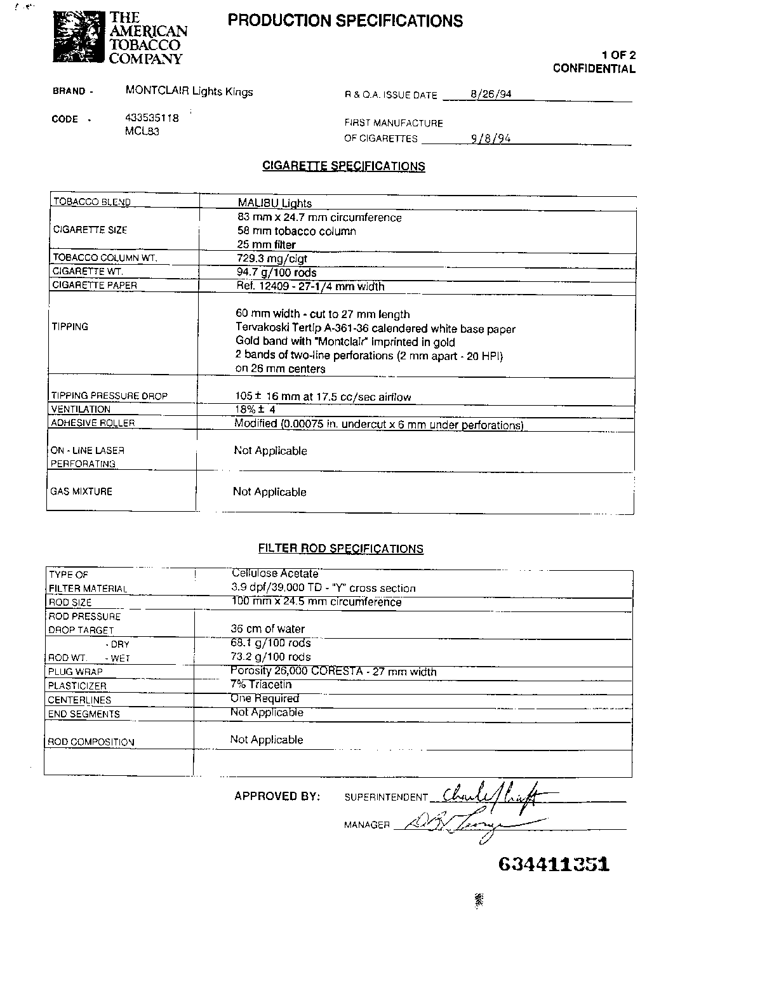 THE
AMERICAN
TOBACCO
COMPANY
PRODUCTION SPECIFICATIONS
1 OF 2
CONFIDENTIAL
BRAND - MONTCLAIR Lights Kings
R & Q.A. ISSUE DATE 8/26/94
CODE - 433535118
MCL83
FIRST MANUFACTURE
OF CIGARETTES 9/8/94
CIGARETTE SPECIFICATIONS
TOBACCO BLEND MALIBU Lights
83 mm x 24.7 mm circumference
CIGARETTE SIZE 58 mm tobacco column
25 mm filter
TOBACCO COLUMN WT. 729.3 mg/cigt
CIGARETTE WT. 94.7 g/100 rods
CIGARETTE PAPER Ref. 12409 - 27-1/4 mm width
60 mm width - cut to 27 mm length
TIPPING Tervakoski Tertip A-361-36 calendered white base paper
Gold band with "Montclair" imprinted in gold
2 bands of two-line perforations (2 mm apart - 20 HPI)
on 26 mm centers
TIPPING PRESSURE DROP 105 ± 16 mm at 17.5 cc/sec airflow
VENTILATION 18% ± 4
ADHESIVE ROLLER Modified (0.00075 in. undercut x 6 mm under perforations)
ON - LINE LASER Not Applicable
PERFORATING
GAS MIXTURE Not Applicable
FILTER ROD SPECIFICATIONS
TYPE OF Cellulose Acetate
FILTER MATERIAL 3.9 dpf/39,000 TD - "Y" cross section
ROD SIZE 100 mm x 24.5 mm circumference
ROD PRESSURE
DROP TARGET 36 cm of water
- DRY 68.1 g/100 rods
ROD WT. - WET 73.2 g/100 rods
PLUG WRAP Porosity 26,000 CORESTA - 27 mm width
PLASTICIZER 7% Triacetin
CENTERLINES One Required
END SEGMENTS Not Applicable
ROD COMPOSITION Not Applicable
APPROVED BY: SUPERINTENDENT
MANAGER
634411351